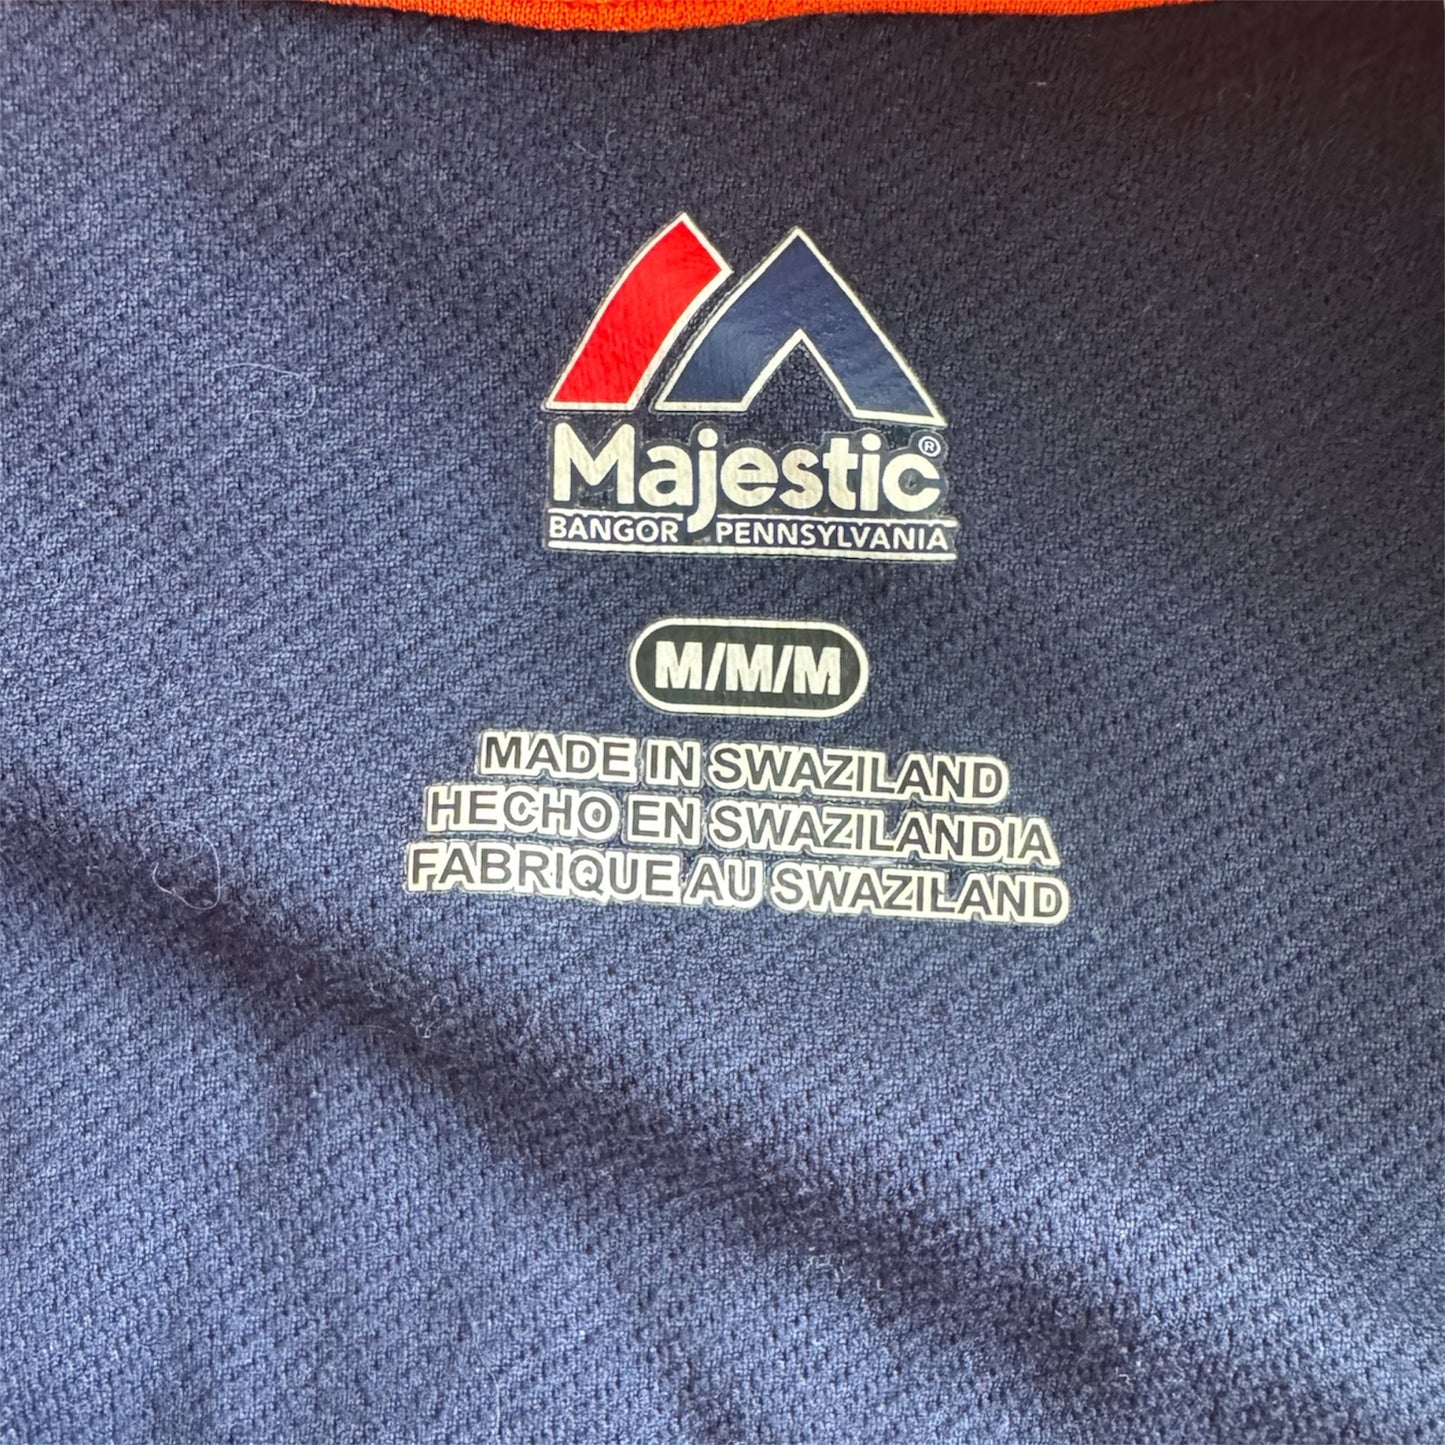 Majestic®
BANGOR PENNSYLVANIA
M/M/M
MADE IN SWAZILAND
HECHO EN SWAZILANDIA
FABRIQUE AU SWAZILAND